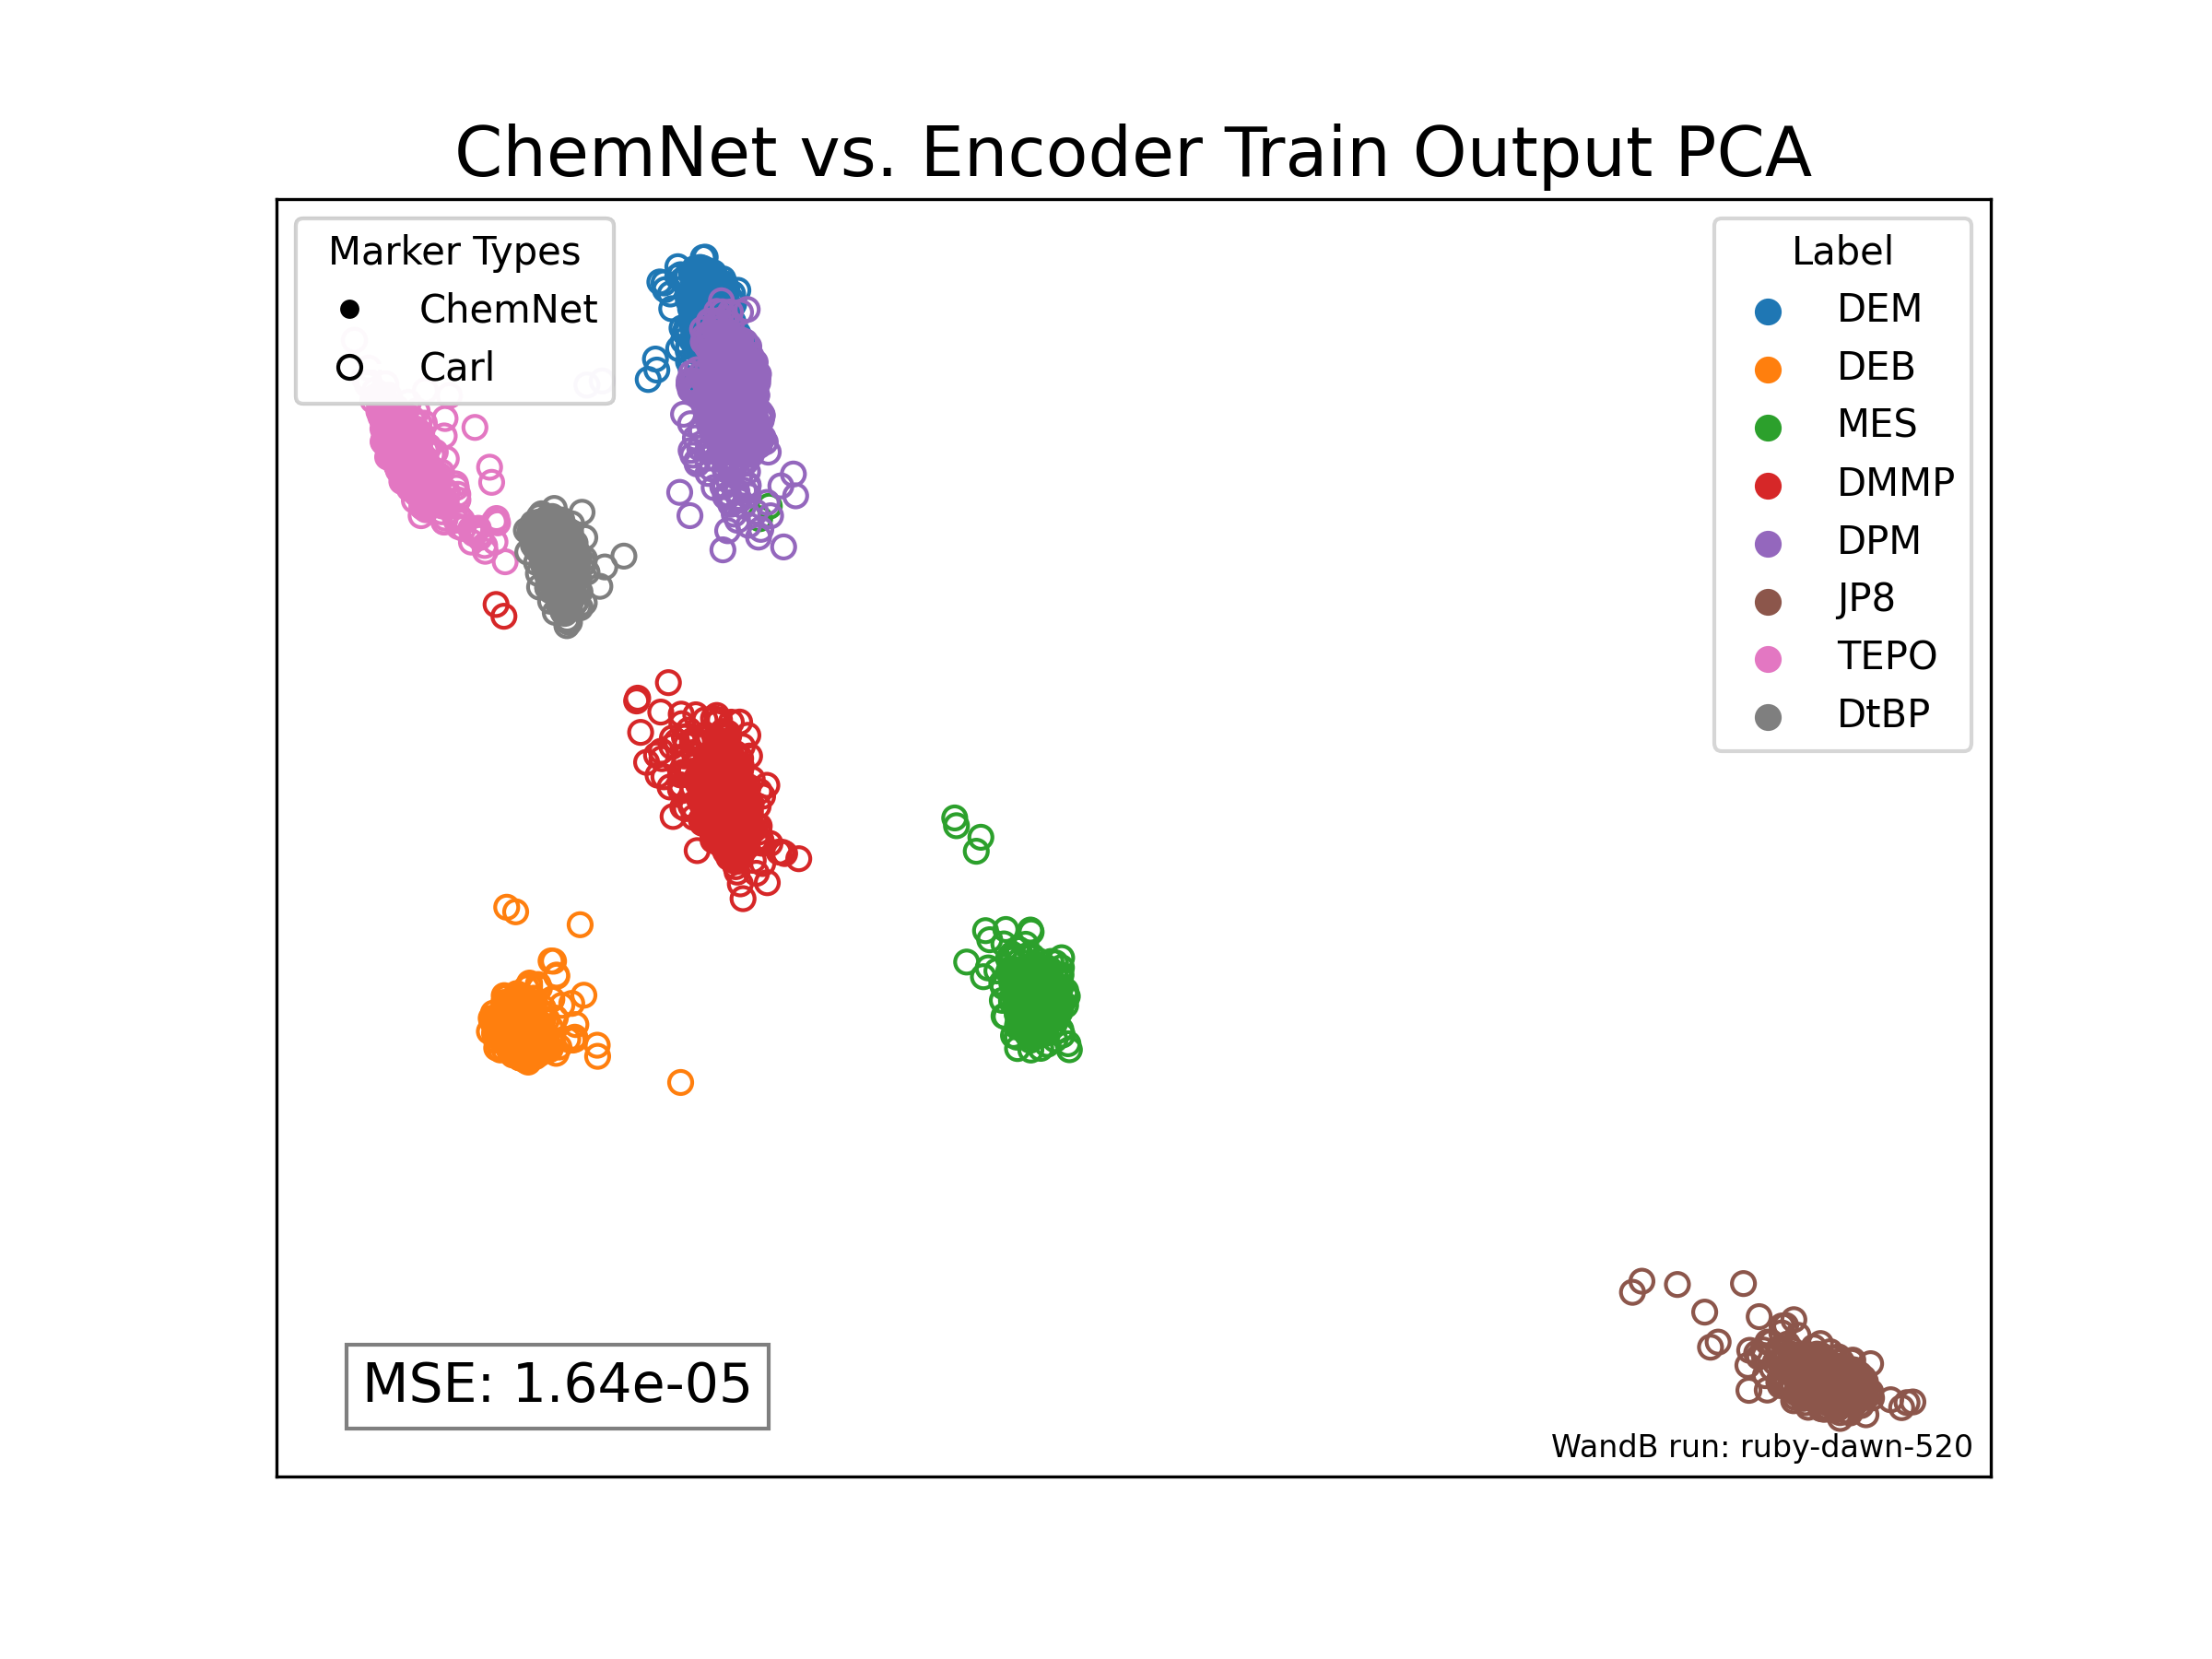 ChemNet vs. Encoder Train Output PCA
Marker Types
ChemNet
Carl
Label
DEM
DEB
MES
DMMP
DPM
JP8
TEPO
DtBP
MSE: 1.64e-05
WandB run: ruby-dawn-520